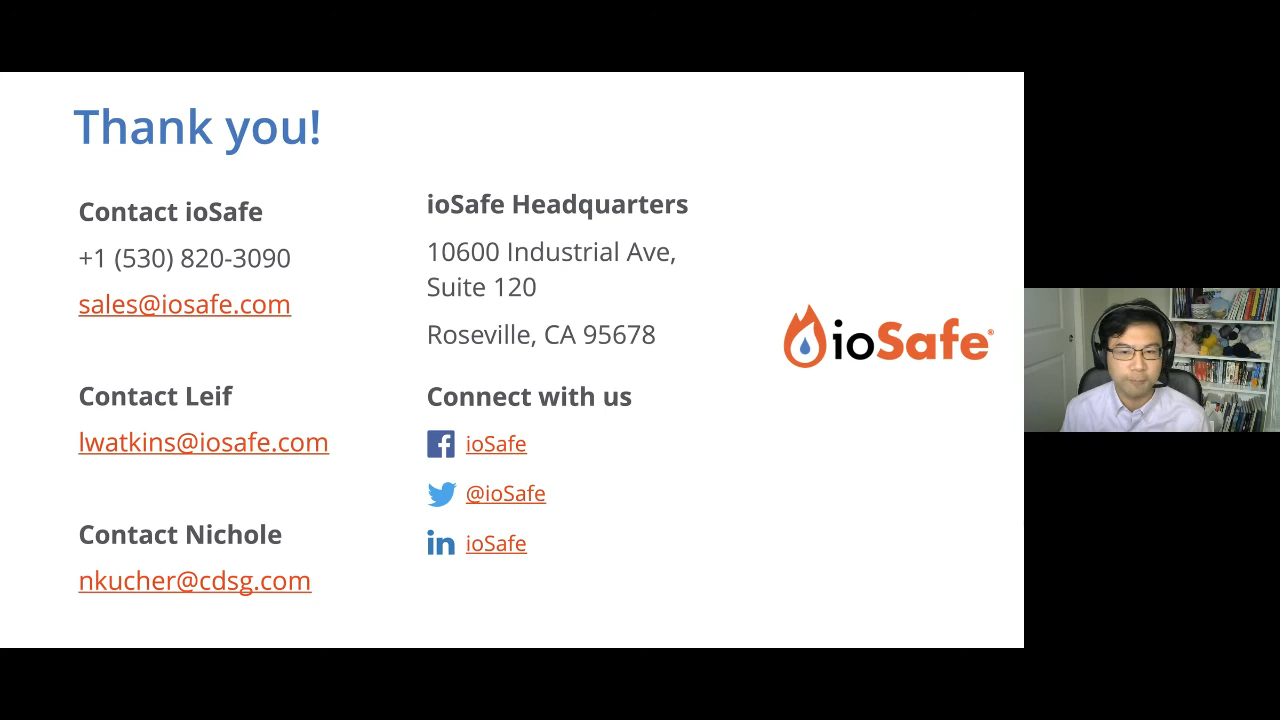 Thank you!
Contact ioSafe
+1 (530) 820-3090
sales@iosafe.com
Contact Leif
lwatkins@iosafe.com
Contact Nichole
nkucher@cdsg.com
ioSafe Headquarters
10600 Industrial Ave,
Suite 120
Roseville, CA 95678
Connect with us
ioSafe
@ioSafe
ioSafe
ioSafe®